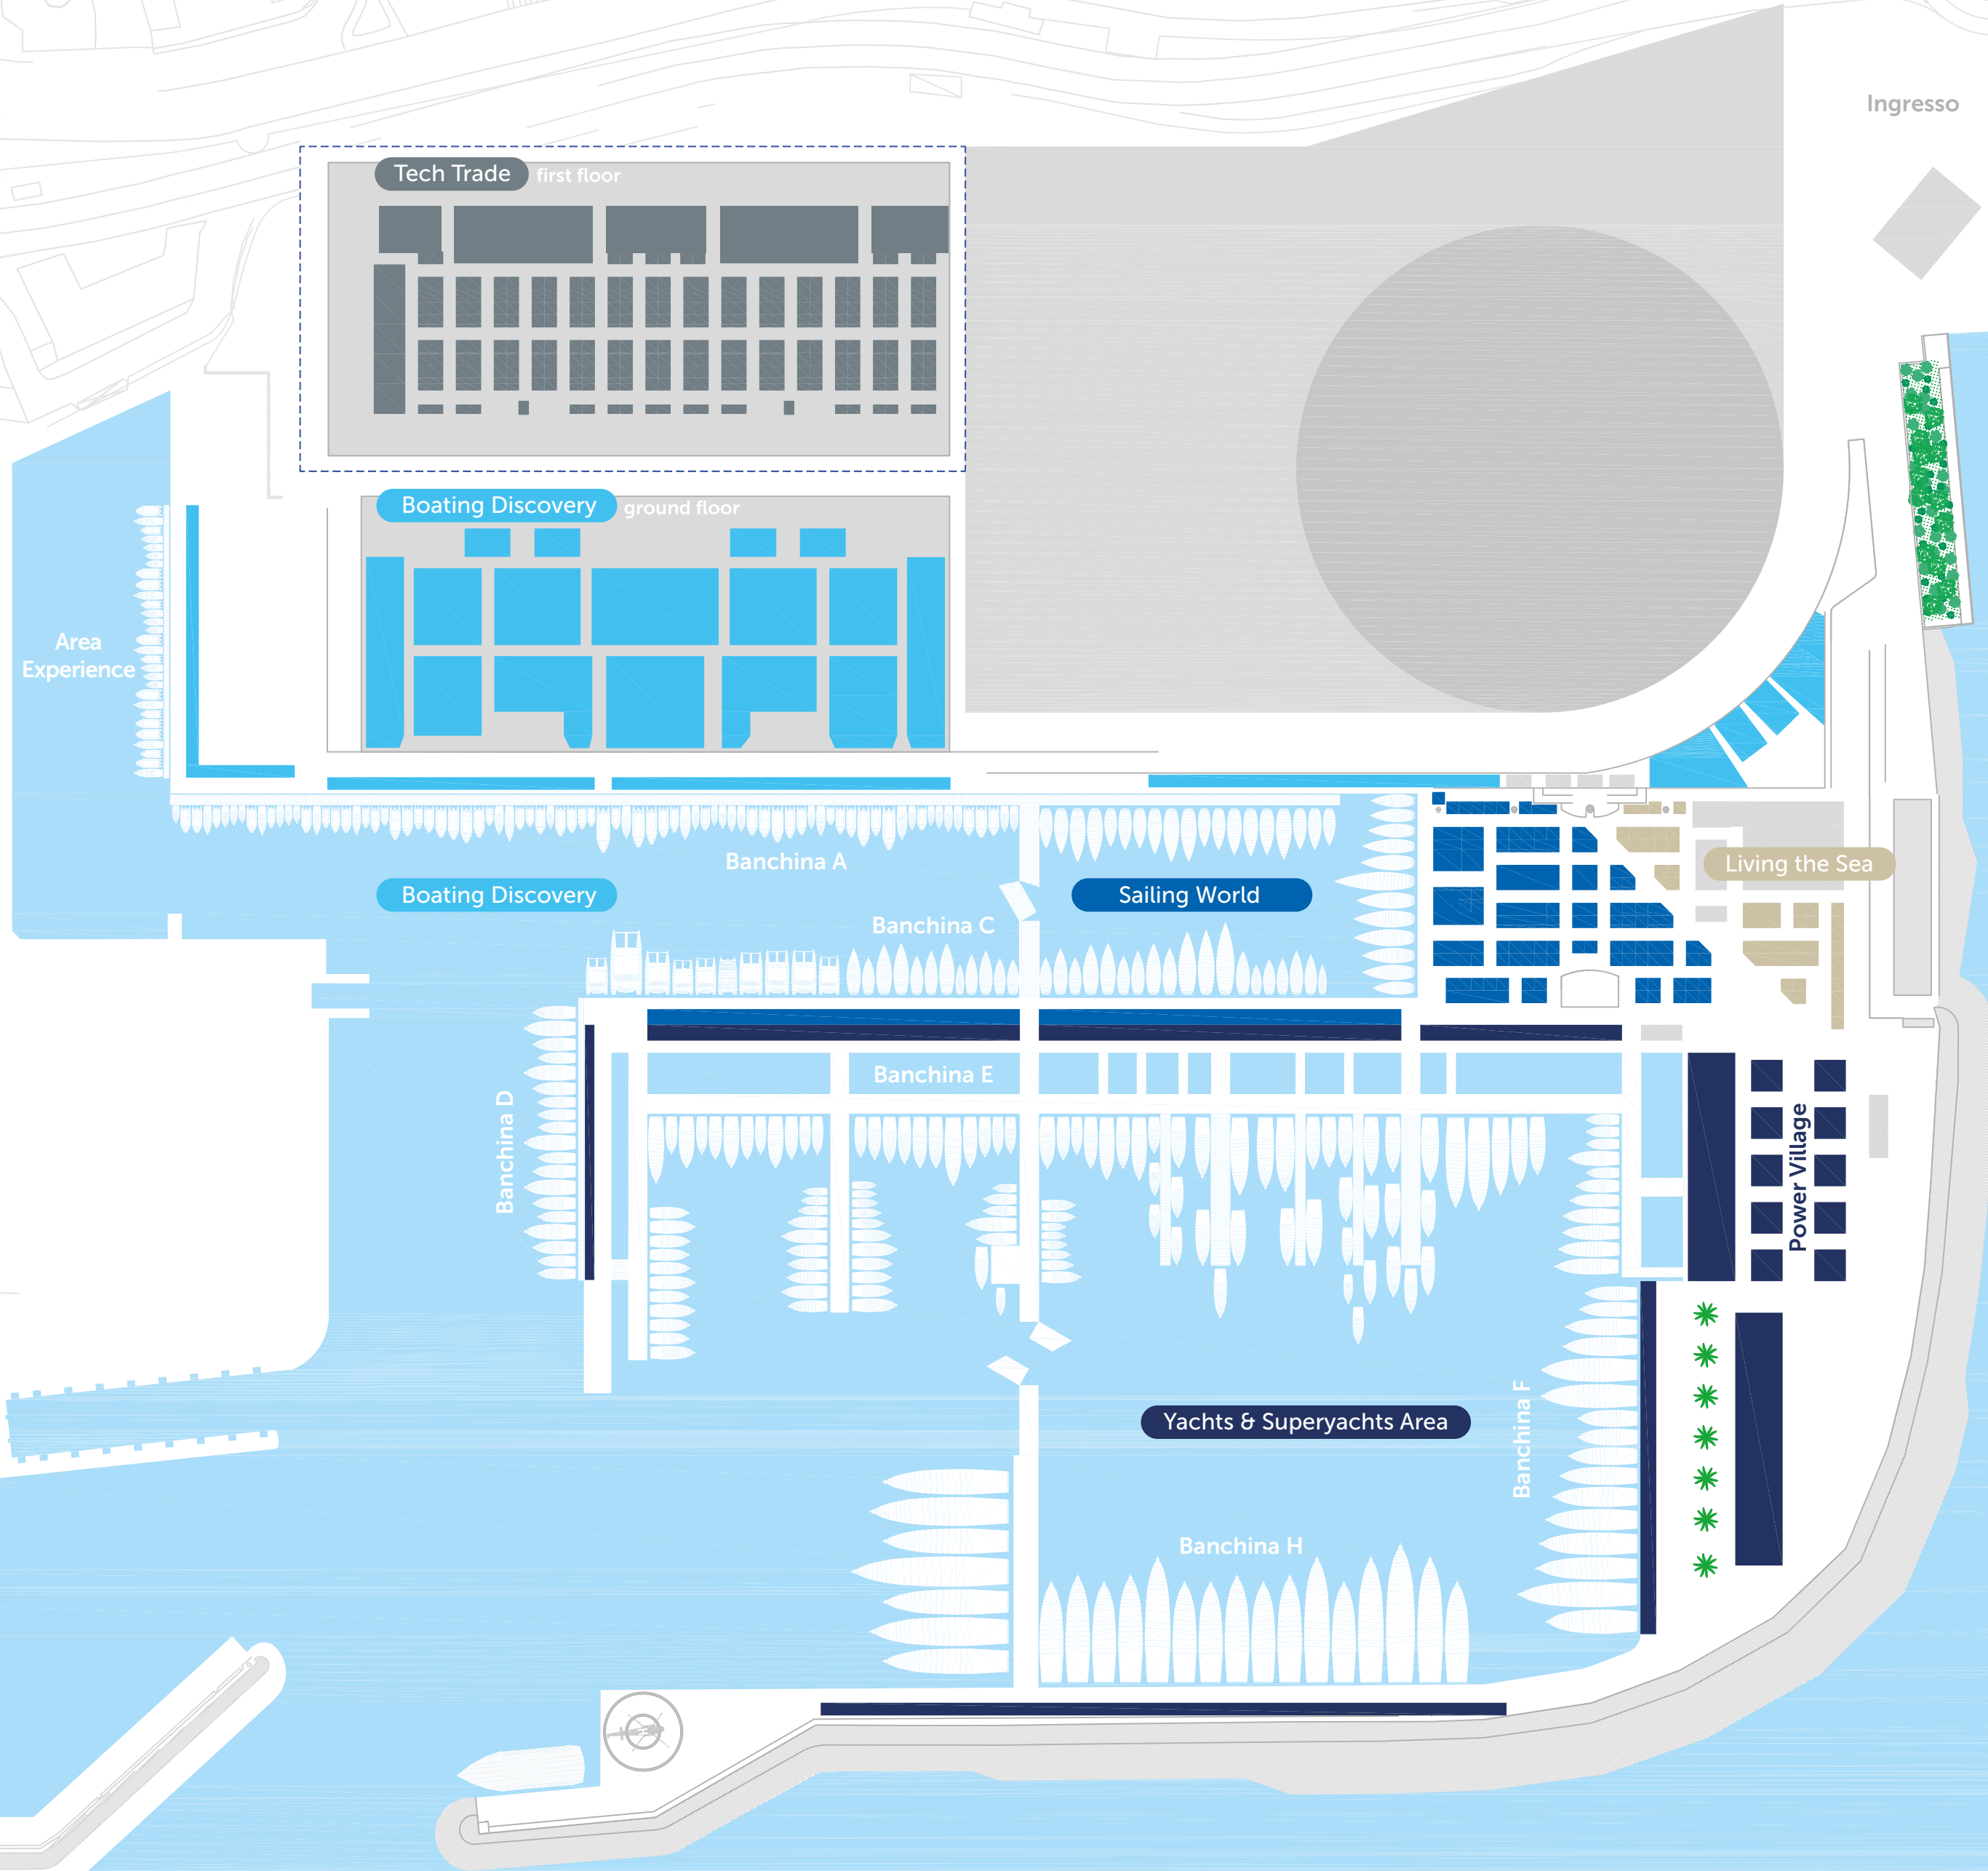 Ingresso
Tech Trade first floor
Boating Discovery ground floor
Area
Experience
Banchina A
Living the Sea
Boating Discovery
Sailing World
Banchina C
Banchina E
Banchina D
Power Village
Yachts & Superyachts Area
Banchina F
Banchina H
H